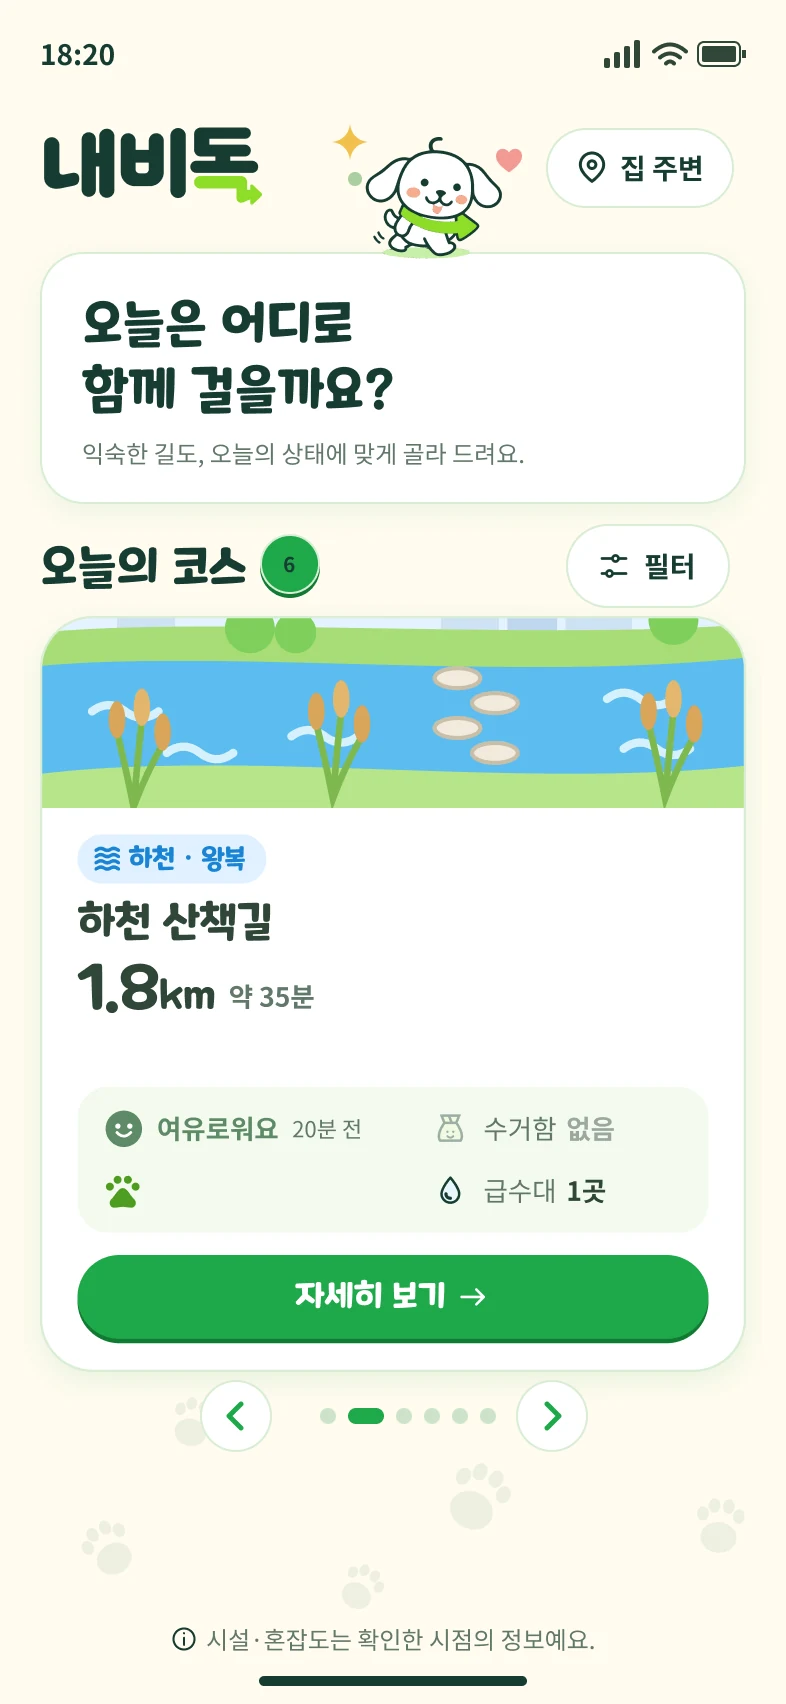 18:20
내비독
집 주변
오늘은 어디로
함께 걸을까요?
익숙한 길도, 오늘의 상태에 맞게 골라 드려요.
오늘의 코스 6
필터
하천 · 왕복
하천 산책길
1.8km 약 35분
여유로워요 20분 전
수거함 없음
급수대 1곳
자세히 보기 →
시설·혼잡도는 확인한 시점의 정보예요.